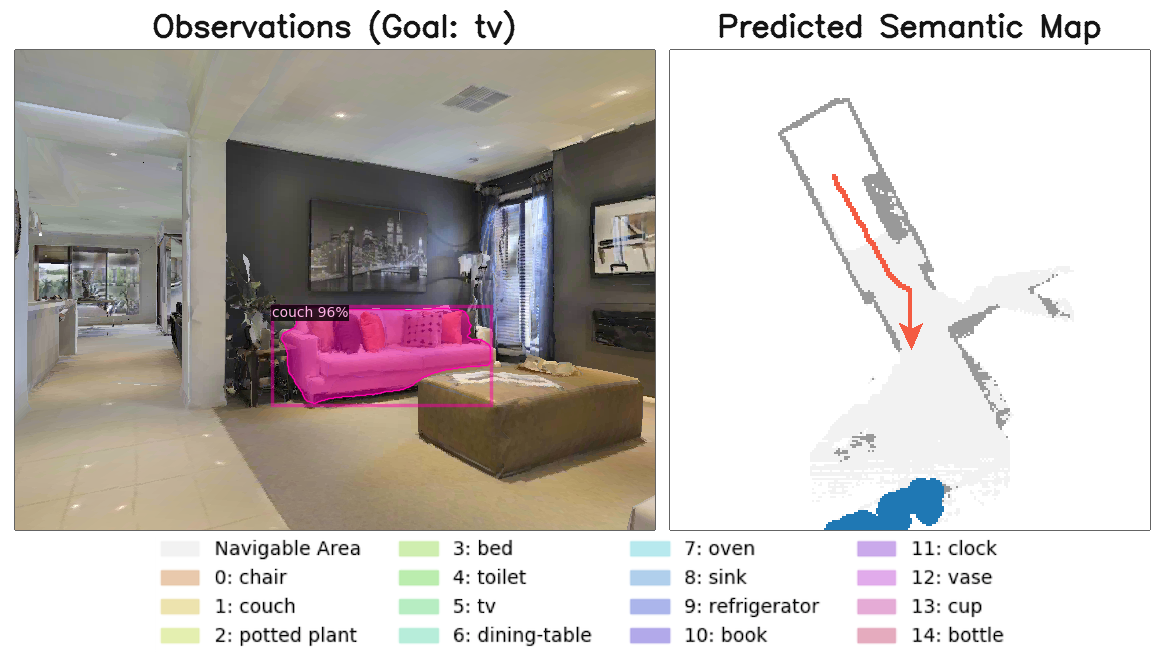 Observations (Goal: tv)
Predicted Semantic Map
couch 96%
Navigable Area
0: chair
1: couch
2: potted plant
3: bed
4: toilet
5: tv
6: dining-table
7: oven
8: sink
9: refrigerator
10: book
11: clock
12: vase
13: cup
14: bottle